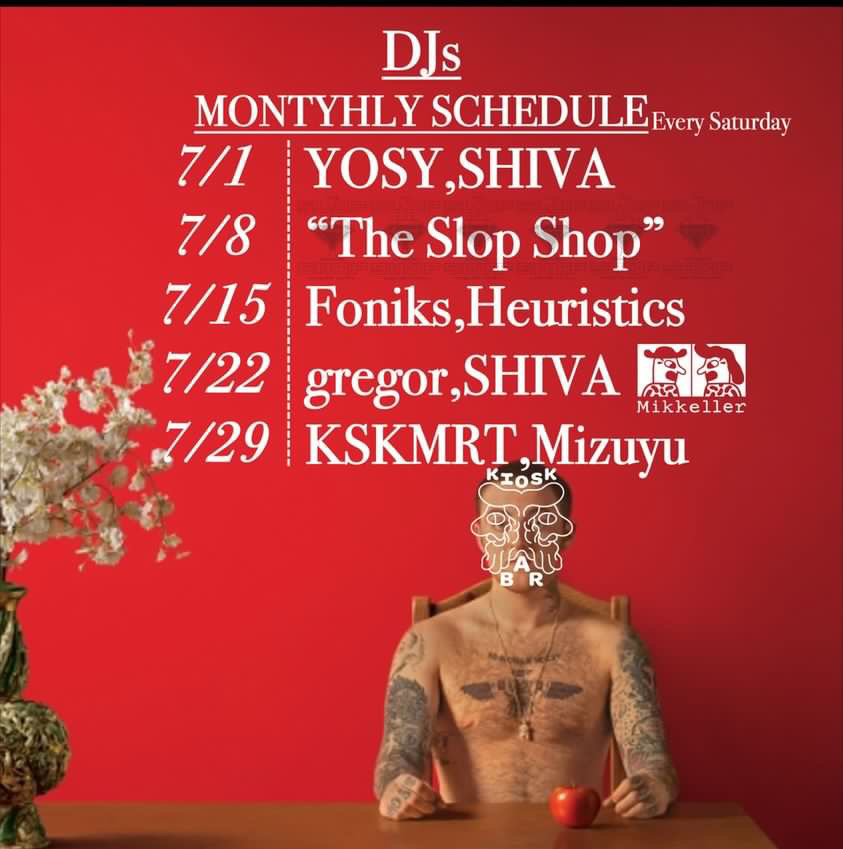 DJs
MONTYHLY SCHEDULE Every Saturday
7/1 YOSY,SHIVA
7/8 “The Slop Shop”
7/15 Foniks,Heuristics
7/22 gregor,SHIVA
Mikkeller
7/29 KSKMRT,Mizuyu
KIOSK
BAR